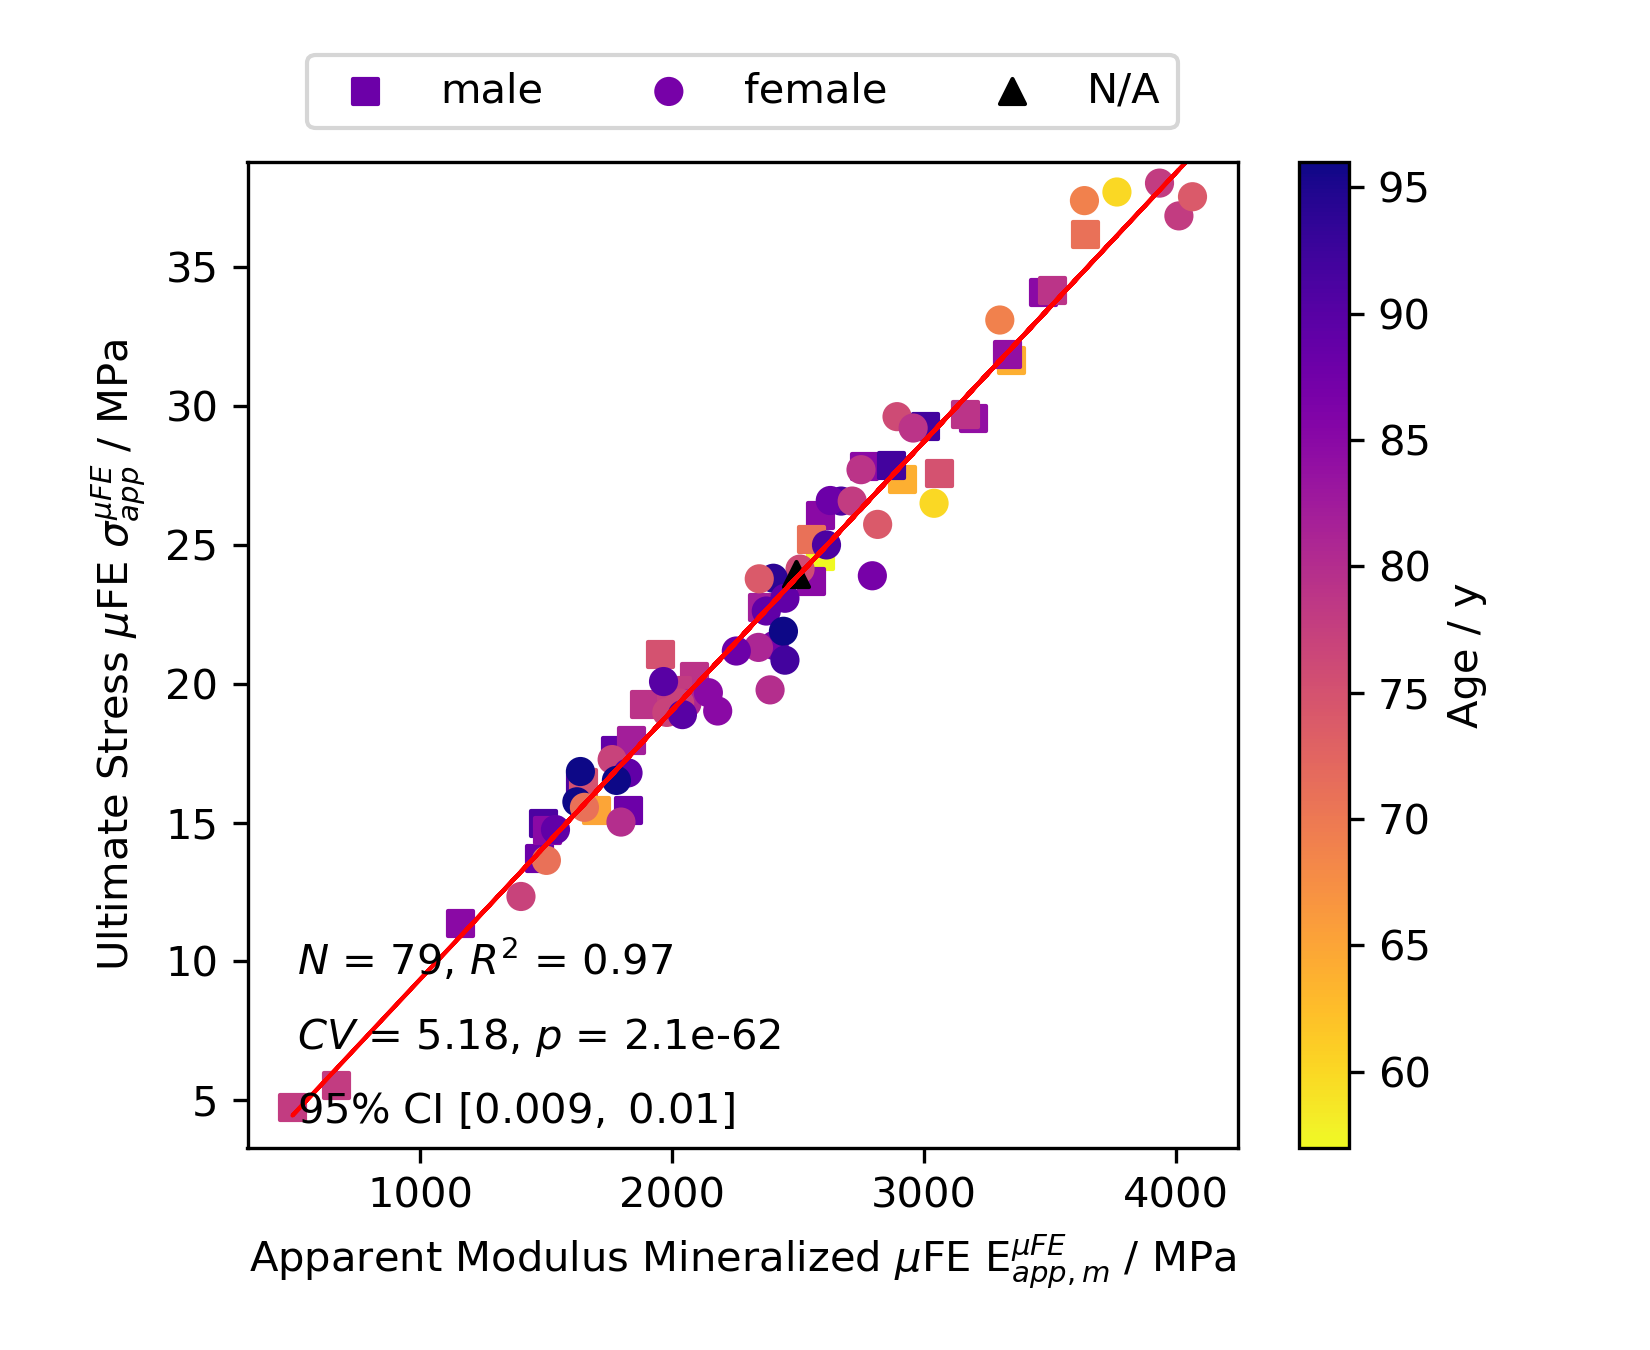 male female N/A
35
30
25
20
15
10
5
Ultimate Stress μFE σ_app^μFE / MPa
N = 79, R² = 0.97
CV = 5.18, p = 2.1e-62
95% CI [0.009, 0.01]
1000 2000 3000 4000
Apparent Modulus Mineralized μFE E_app,m^μFE / MPa
95
90
85
80
75
70
65
60
Age / y